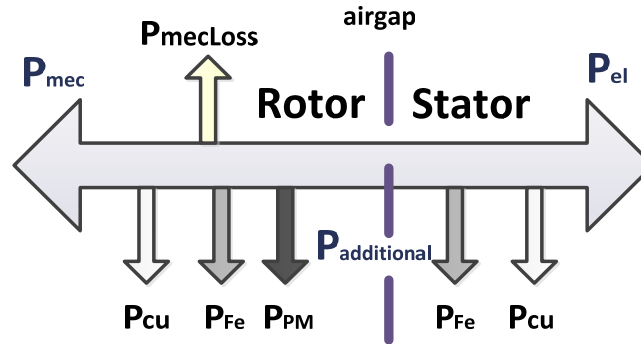 airgap
PmecLoss
Pmec
Pel
Rotor
Stator
Padditional
Pcu
PFe
PPM
PFe
Pcu